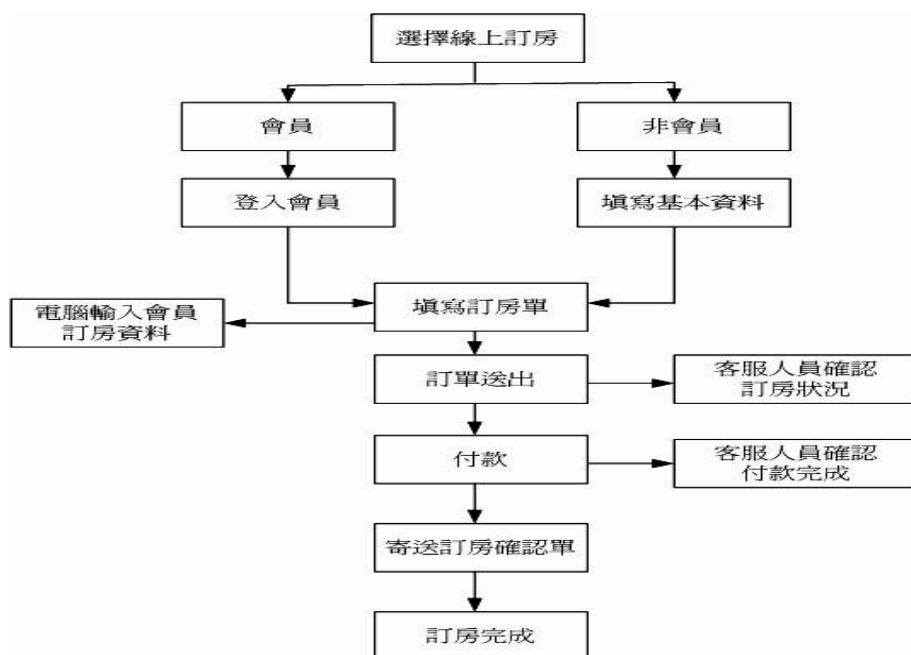 選擇線上訂房
會員
非會員
登入會員
填寫基本資料
填寫訂房單
電腦輸入會員
訂房資料
訂單送出
客服人員確認
訂房狀況
付款
客服人員確認
付款完成
寄送訂房確認單
訂房完成